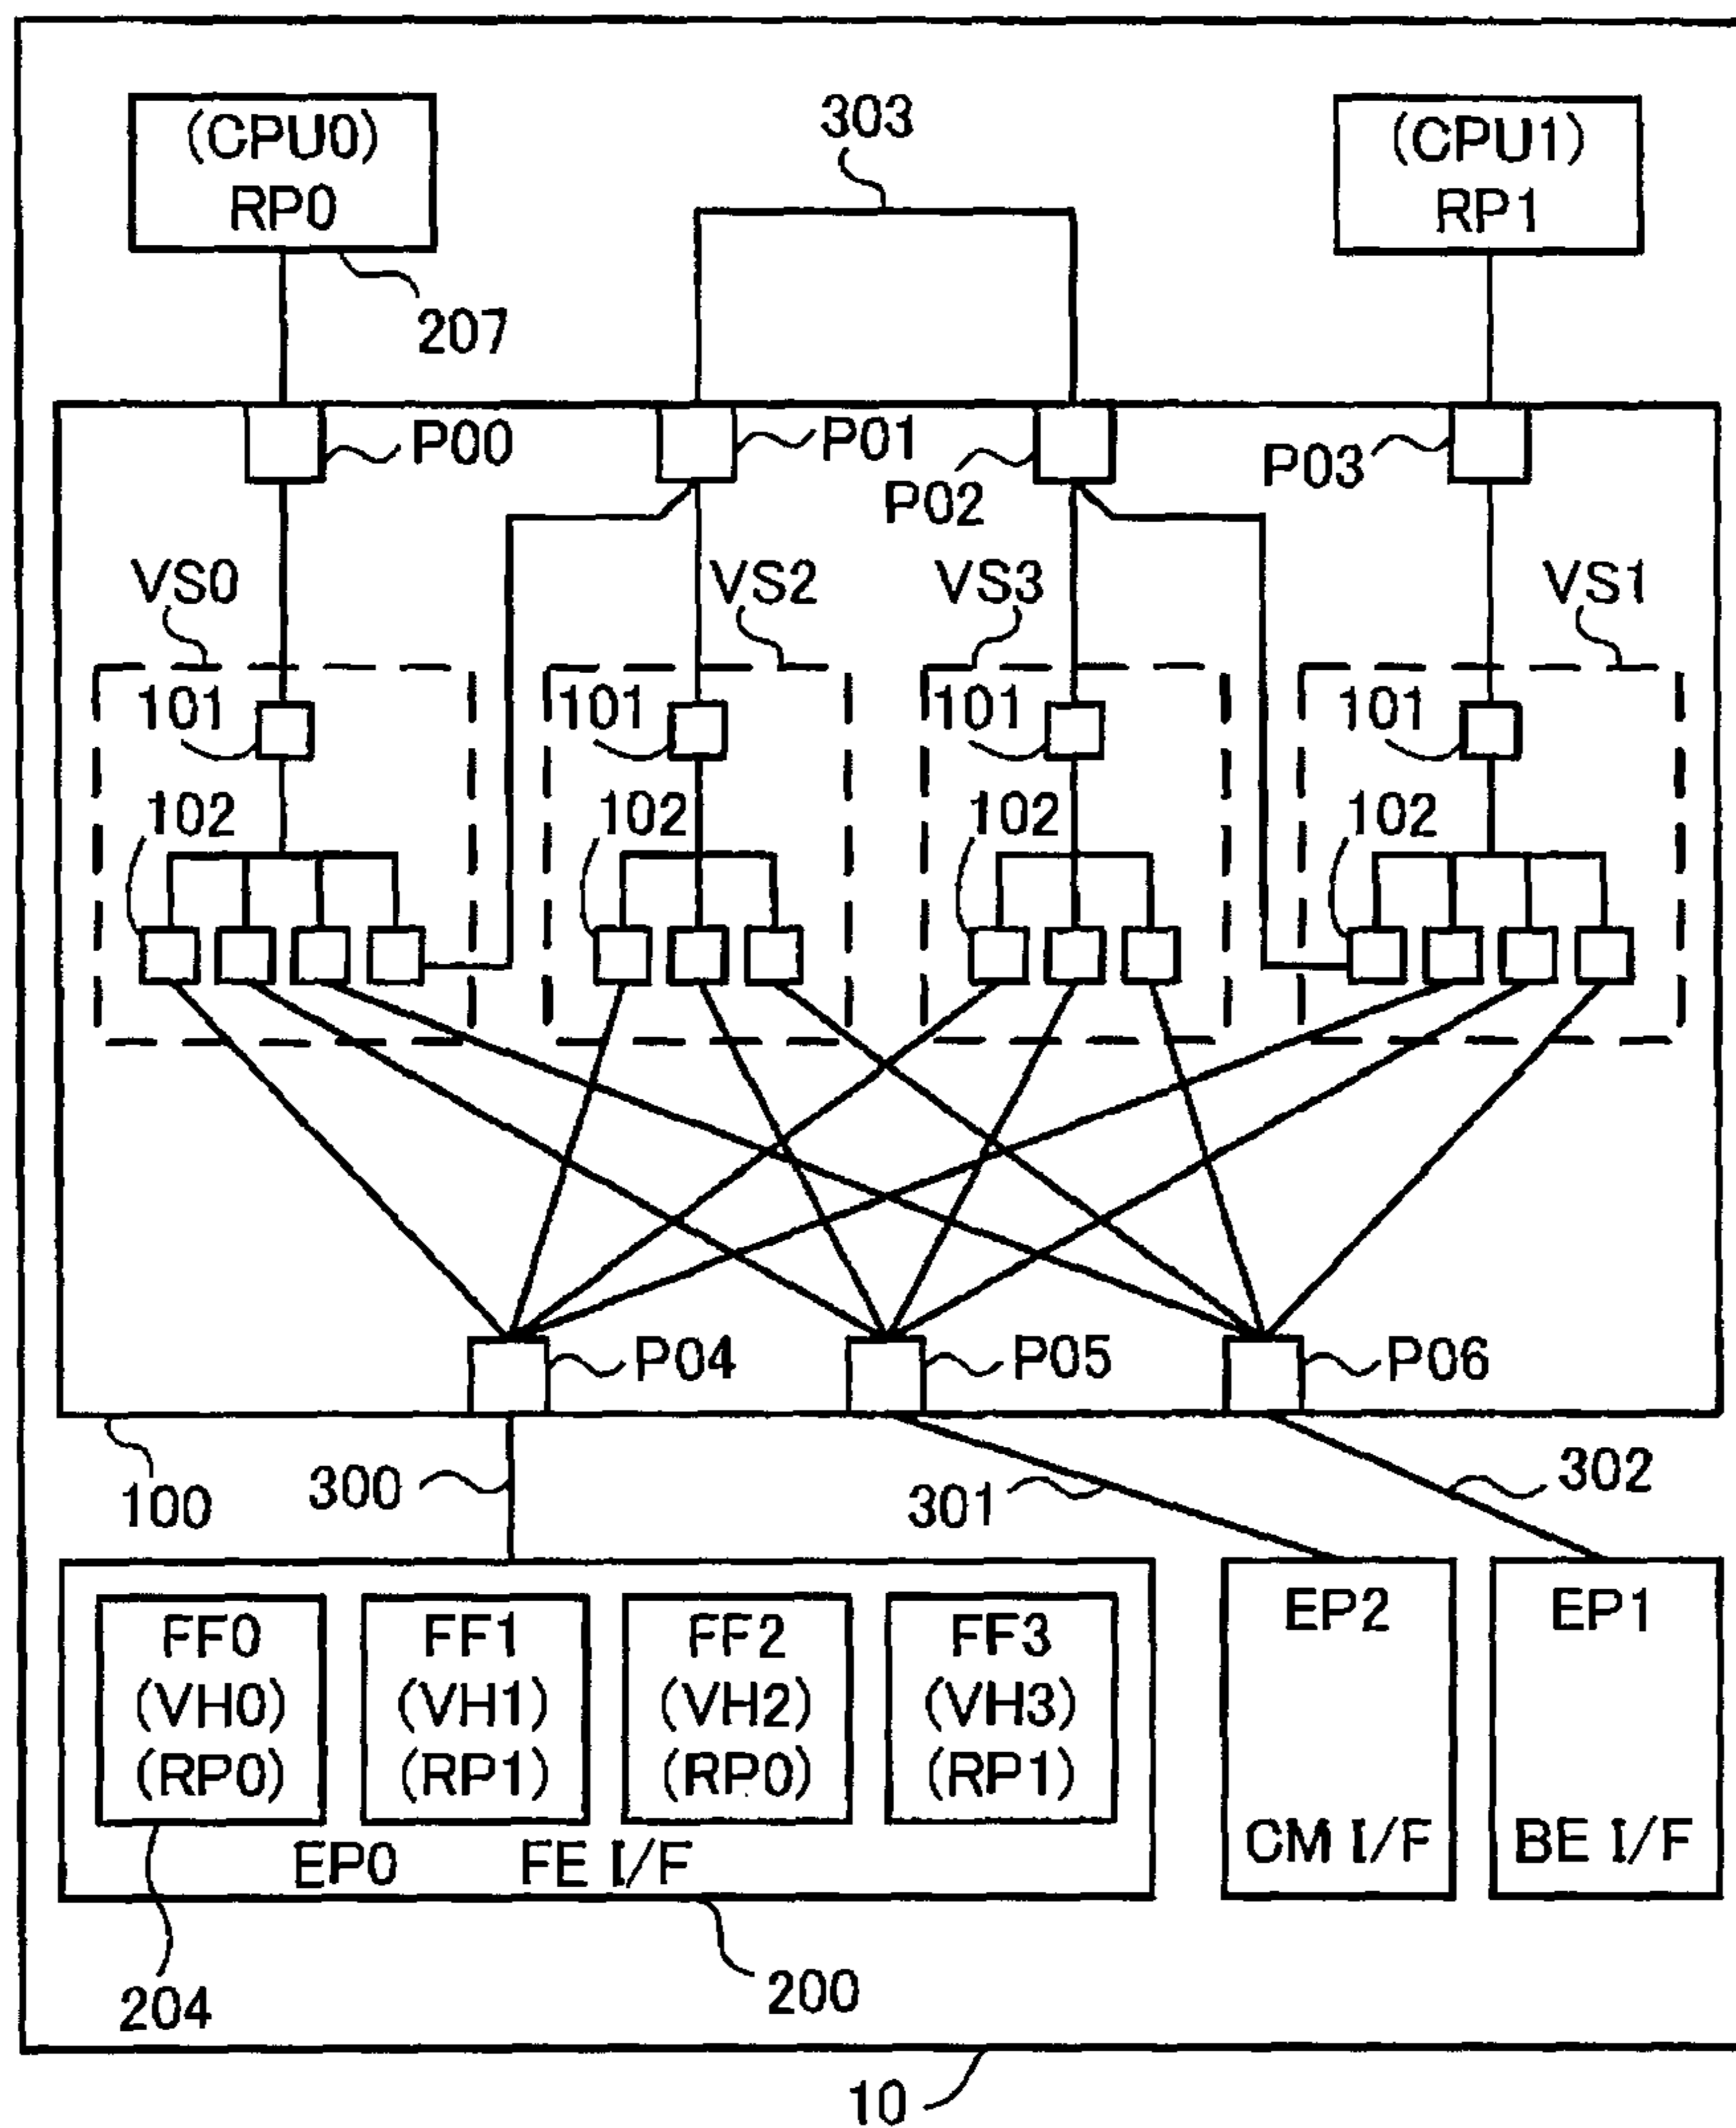 303
(CPU0)
RP0
(CPU1)
RP1
207
P00
P01
P02
P03
VS0
VS2
VS3
VS1
101
101
101
101
102
102
102
102
P04
P05
P06
100
300
301
302
FF0
(VH0)
(RP0)
FF1
(VH1)
(RP1)
FF2
(VH2)
(RP0)
FF3
(VH3)
(RP1)
EP0
FE I/F
EP2
CM I/F
EP1
BE I/F
204
200
10